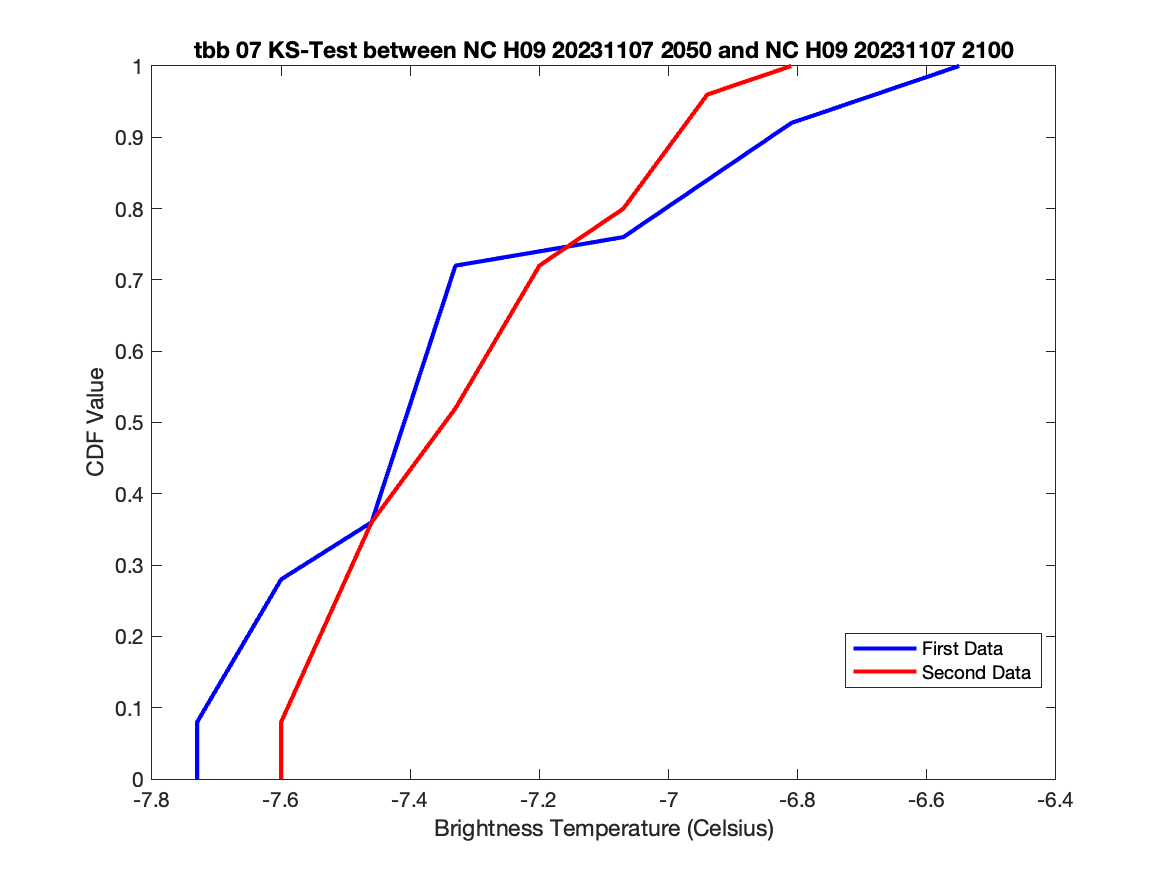 tbb 07 KS-Test between NC H09 20231107 2050 and NC H09 20231107 2100
1
0.9
0.8
0.7
0.6
0.5
0.4
0.3
0.2
0.1
0
CDF Value
First Data
Second Data
-7.8 -7.6 -7.4 -7.2 -7 -6.8 -6.6 -6.4
Brightness Temperature (Celsius)